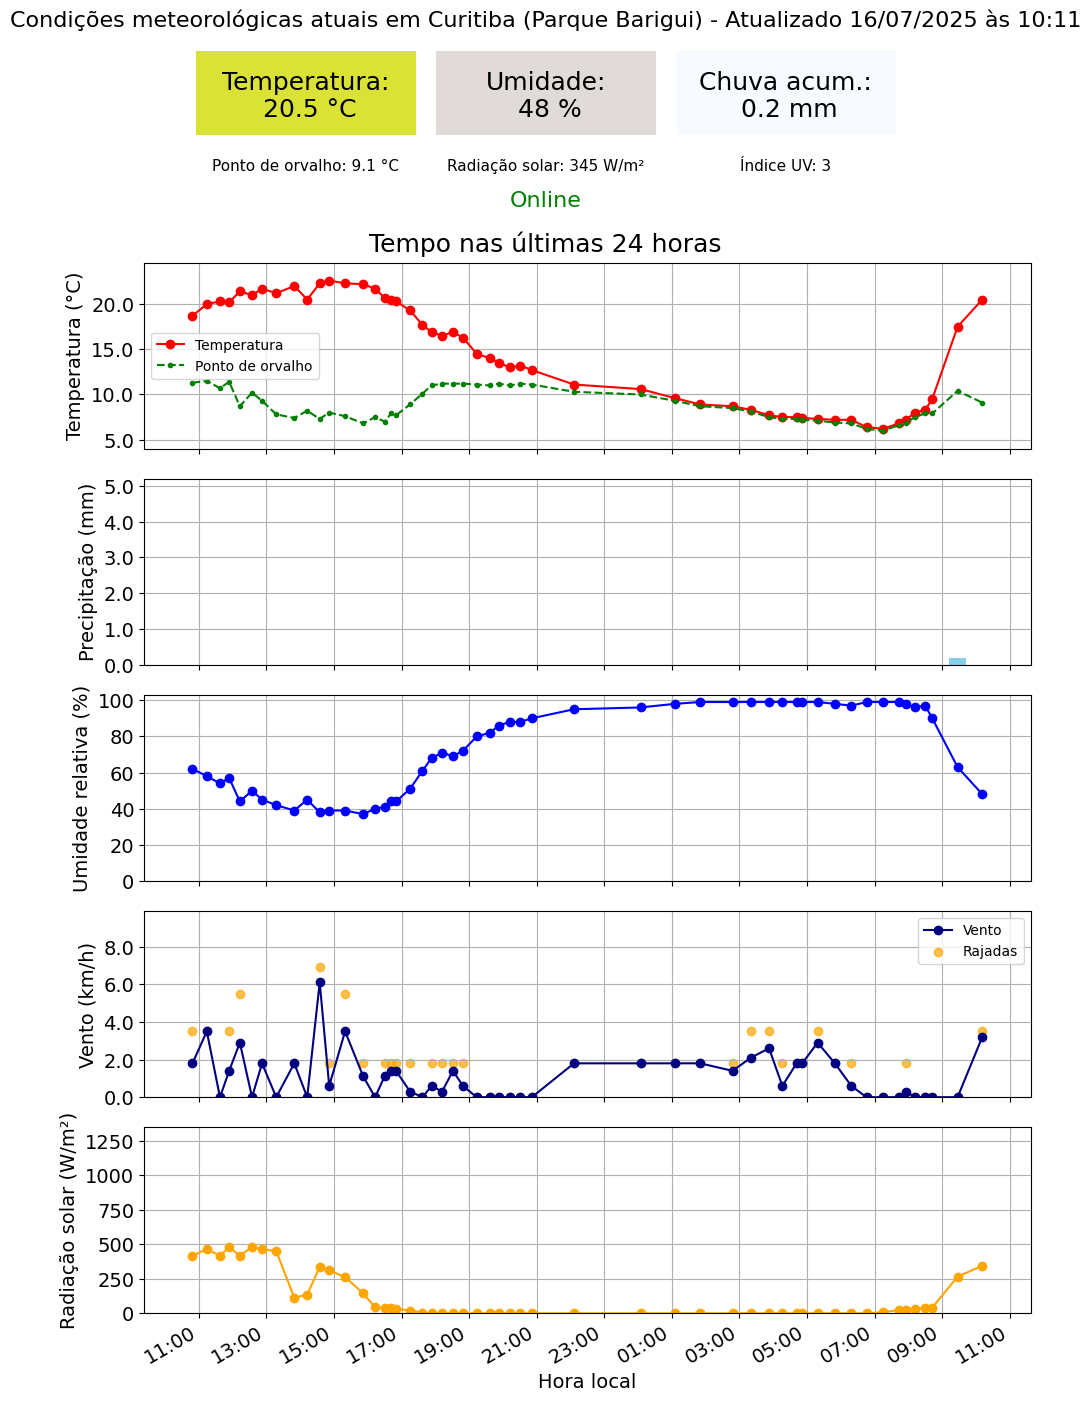 Condições meteorológicas atuais em Curitiba (Parque Barigui) - Atualizado 16/07/2025 às 10:11
Temperatura:
20.5 °C
Umidade:
48 %
Chuva acum.:
0.2 mm
Ponto de orvalho: 9.1 °C
Radiação solar: 345 W/m²
Índice UV: 3
Online
Tempo nas últimas 24 horas
Temperatura (°C)
20.0
15.0
10.0
5.0
Temperatura
Ponto de orvalho
Precipitação (mm)
5.0
4.0
3.0
2.0
1.0
0.0
Umidade relativa (%)
100
80
60
40
20
0
Vento (km/h)
8.0
6.0
4.0
2.0
0.0
Vento
Rajadas
Radiação solar (W/m²)
1250
1000
750
500
250
0
11:00
13:00
15:00
17:00
19:00
21:00
23:00
01:00
03:00
05:00
07:00
09:00
11:00
Hora local